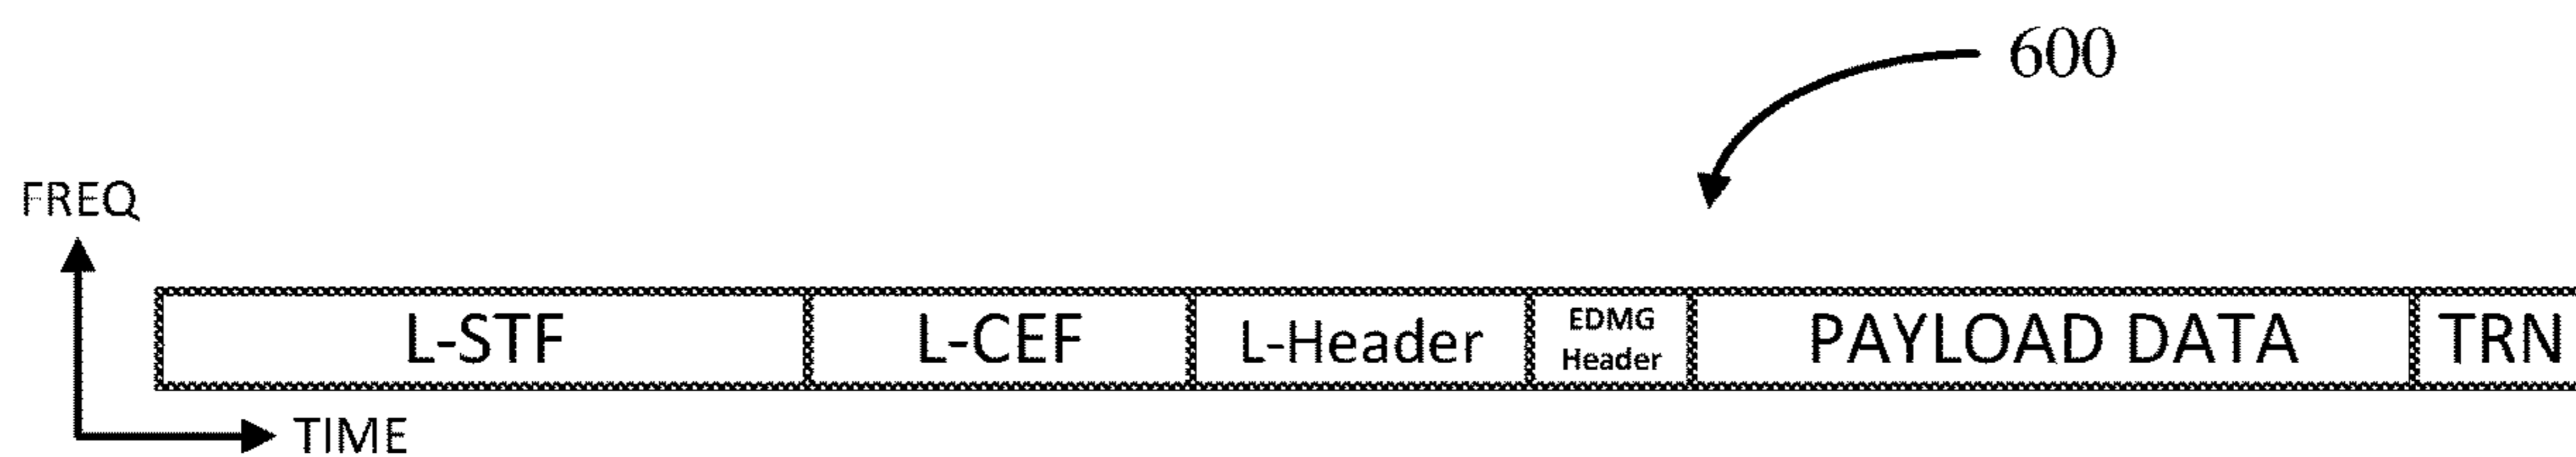 600
FREQ
L-STF L-CEF L-Header EDMG Header PAYLOAD DATA TRN
TIME